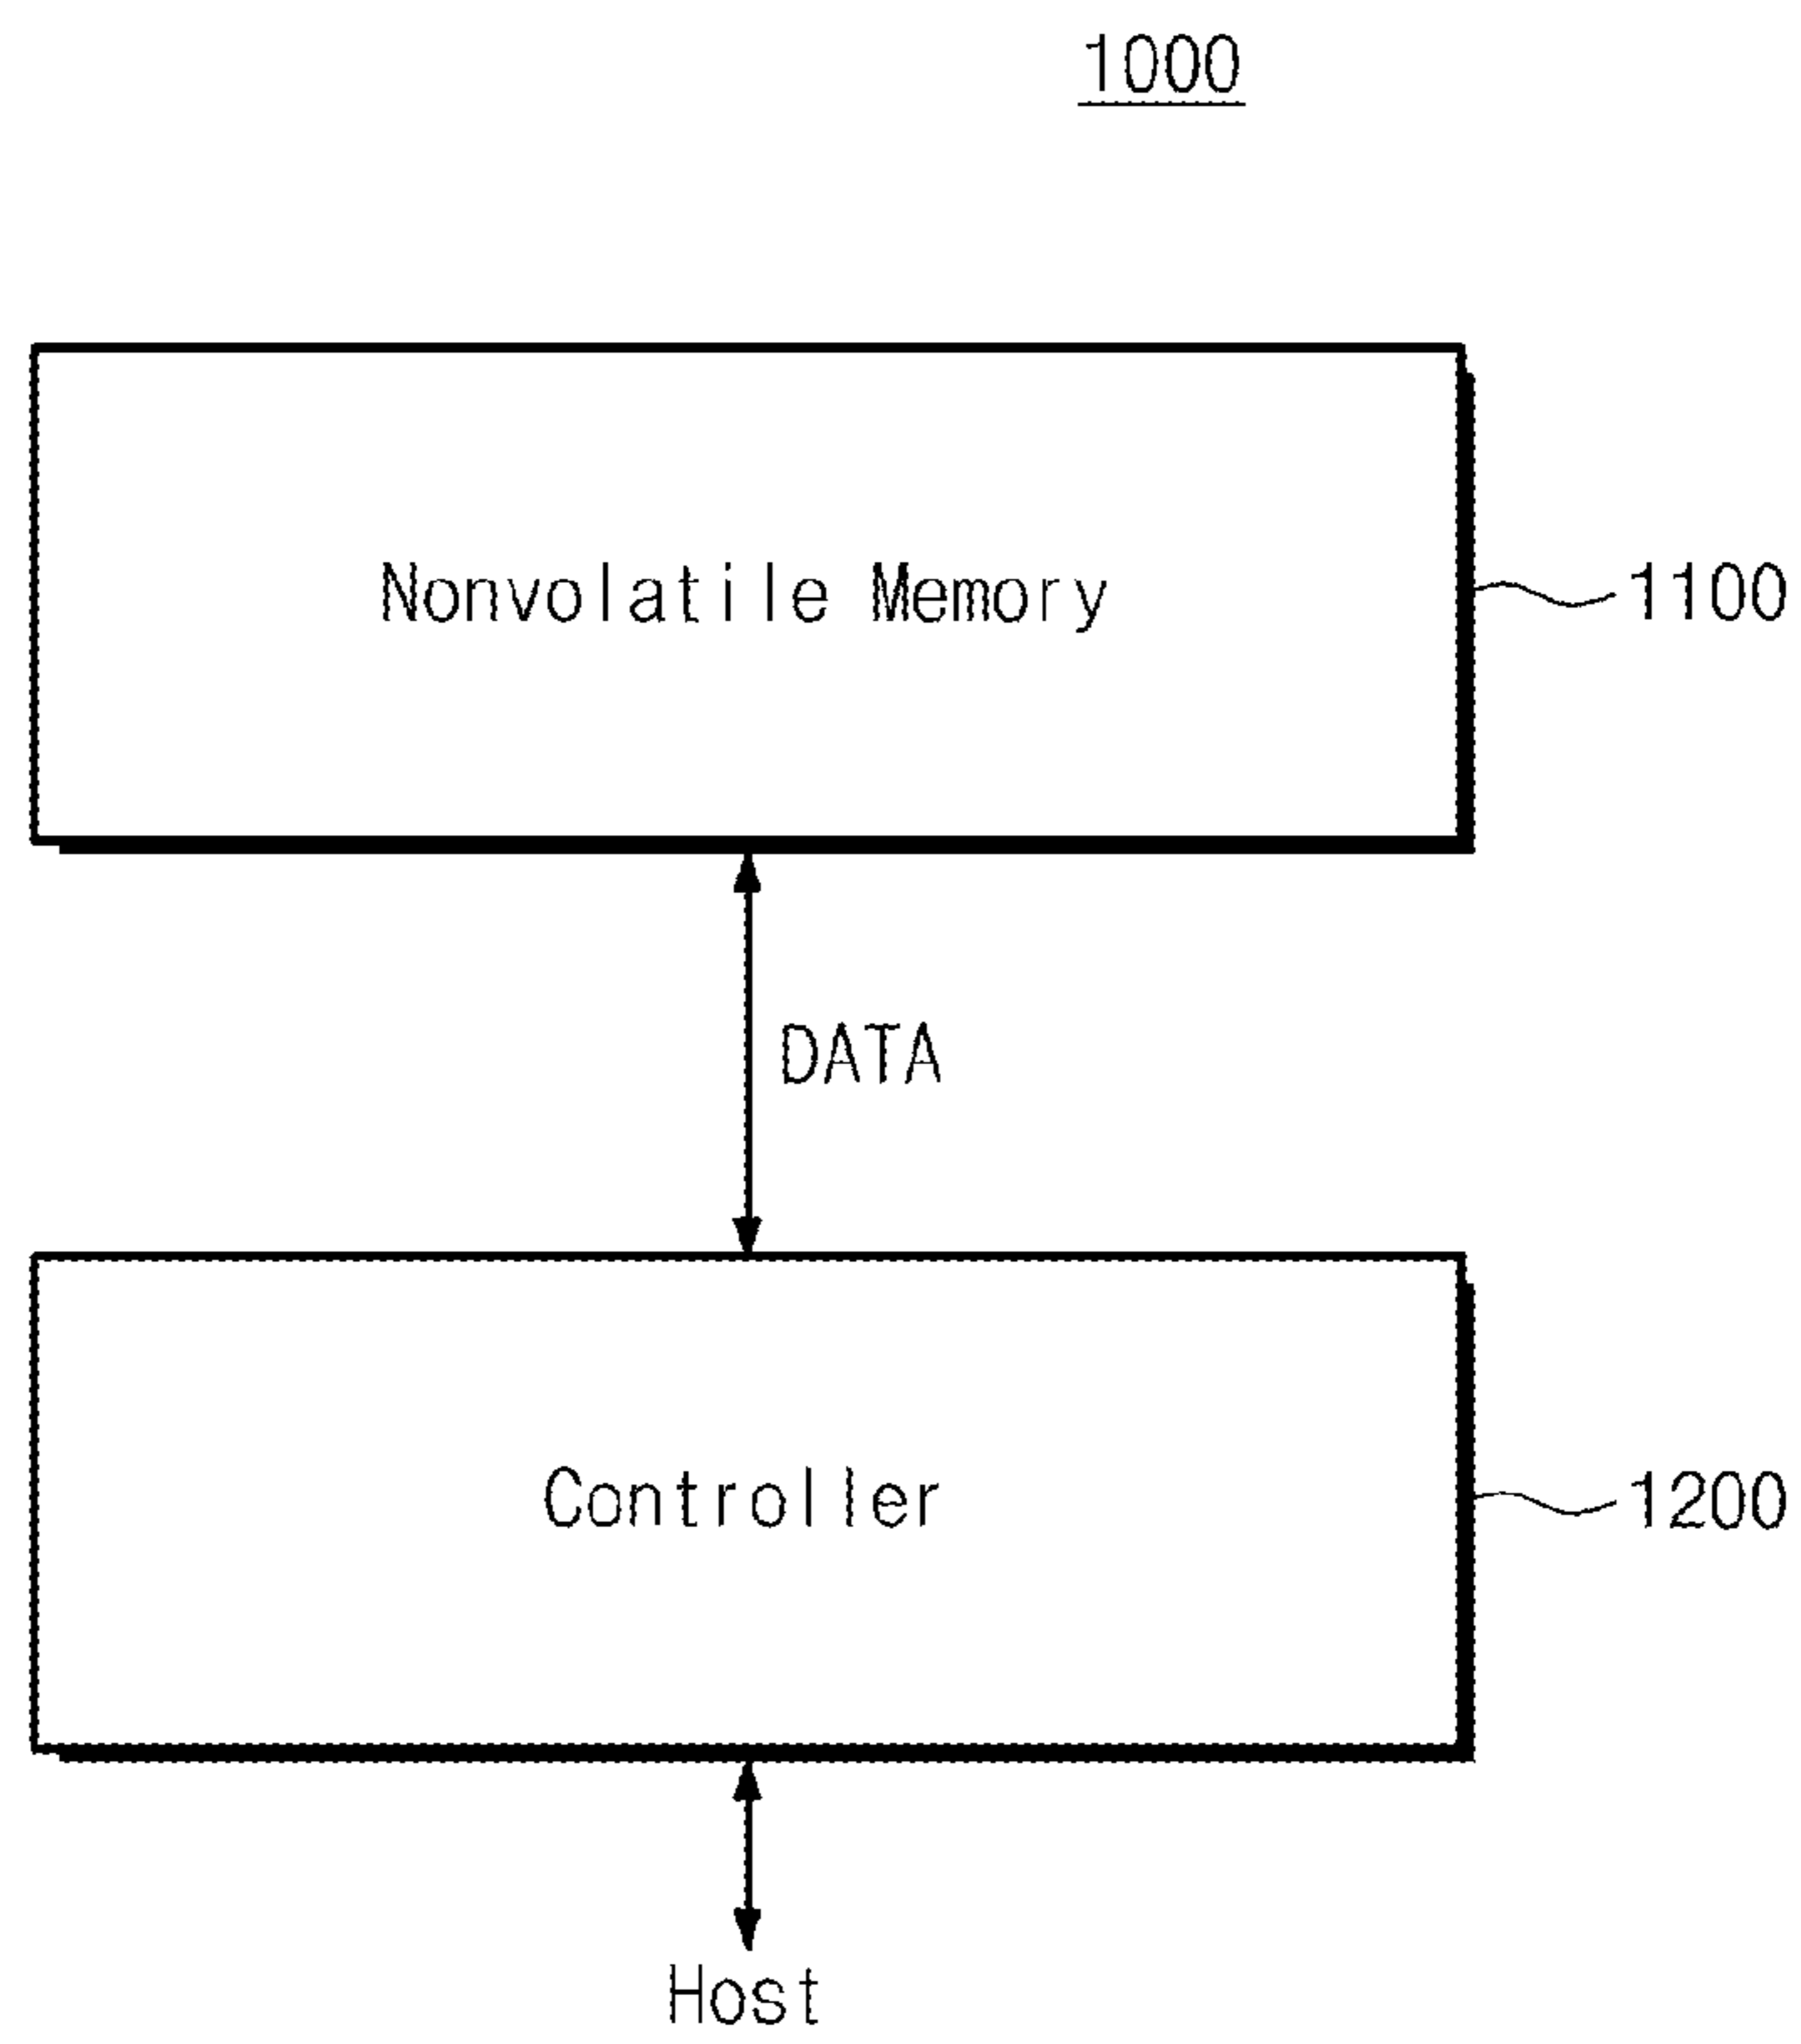 1000
Nonvolatile Memory
1100
DATA
Controller
1200
Host